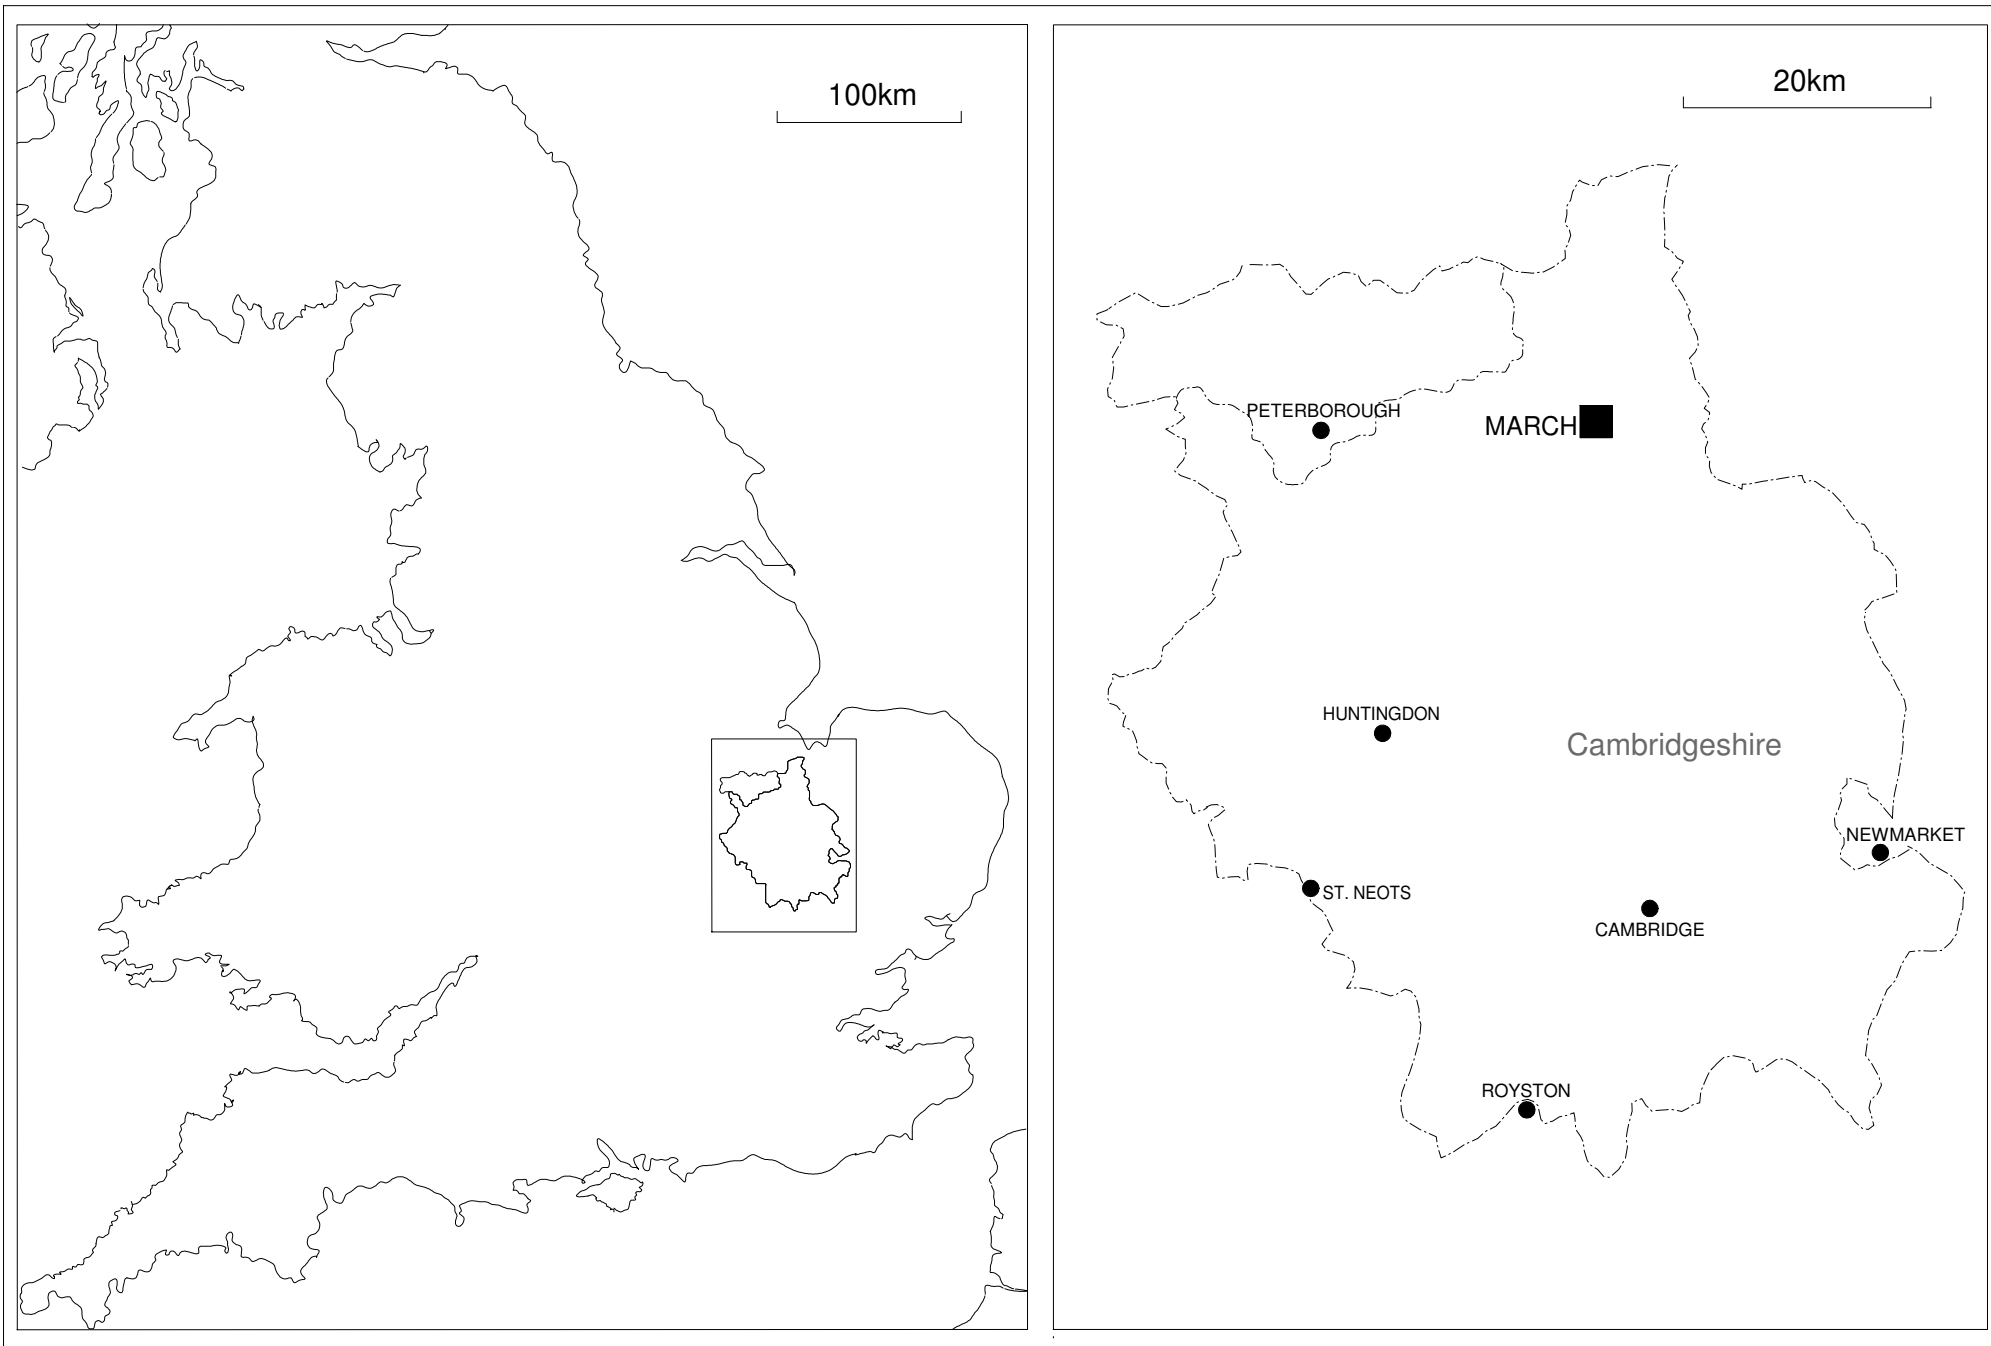 100km
20km
PETERBOROUGH
MARCH
HUNTINGDON
Cambridgeshire
NEWMARKET
ST. NEOTS
CAMBRIDGE
ROYSTON